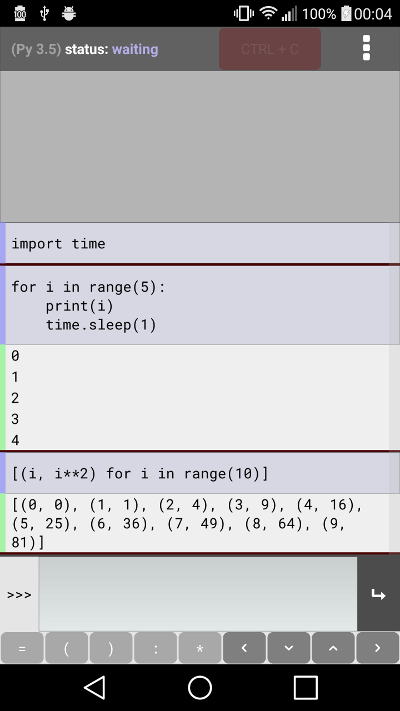 100 100% 00:04
(Py 3.5) status: waiting CTRL + C
import time
for i in range(5):
    print(i)
    time.sleep(1)
0
1
2
3
4
[(i, i**2) for i in range(10)]
[(0, 0), (1, 1), (2, 4), (3, 9), (4, 16),
(5, 25), (6, 36), (7, 49), (8, 64), (9,
81)]
>>>
= ( ) : *